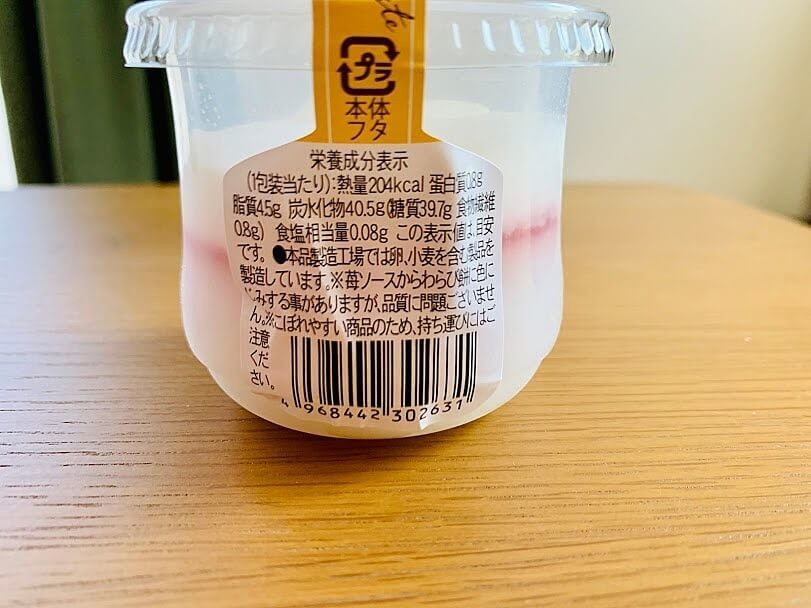 プラ
本体
フタ
栄養成分表示
(1包装当たり):熱量204kcal 蛋白質0.8g
脂質4.5g 炭水化物40.5g(糖質39.7g 食物繊維
0.8g) 食塩相当量0.08g この表示値は、目安
です。●本品製造工場では卵、小麦を含む製品を
製造しています。※苺ソースからわらび餅に色に
じみする事がありますが、品質に問題ございませ
ん。※こぼれやすい商品のため、持ち運びにはご
注意
くだ
さい。
4 968442 302631